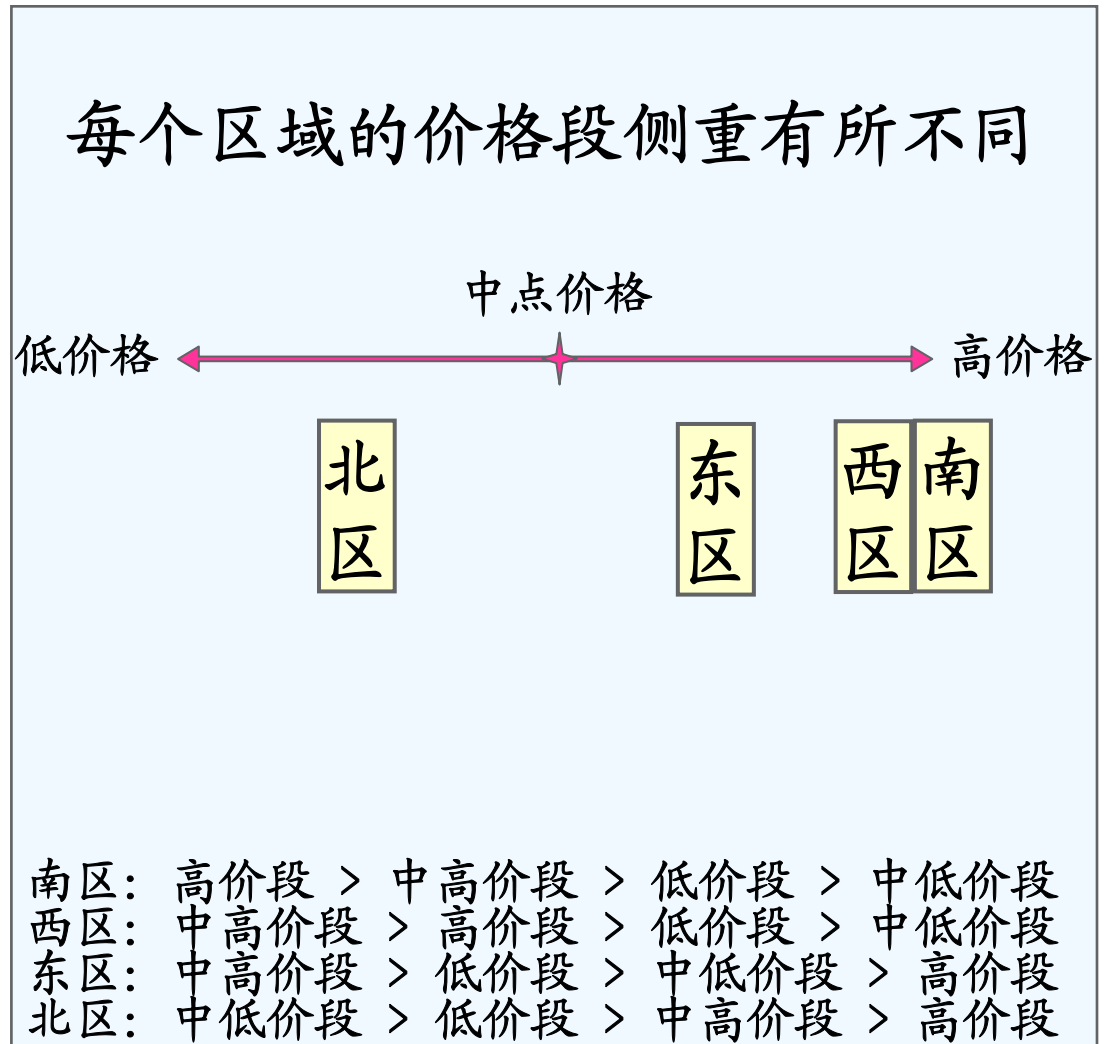 每个区域的价格段侧重有所不同
中点价格
低价格
高价格
北区
东区
西区
南区
南区: 高价段 > 中高价段 > 低价段 > 中低价段
西区: 中高价段 > 高价段 > 低价段 > 中低价段
东区: 中高价段 > 低价段 > 中低价段 > 高价段
北区: 中低价段 > 低价段 > 中高价段 > 高价段